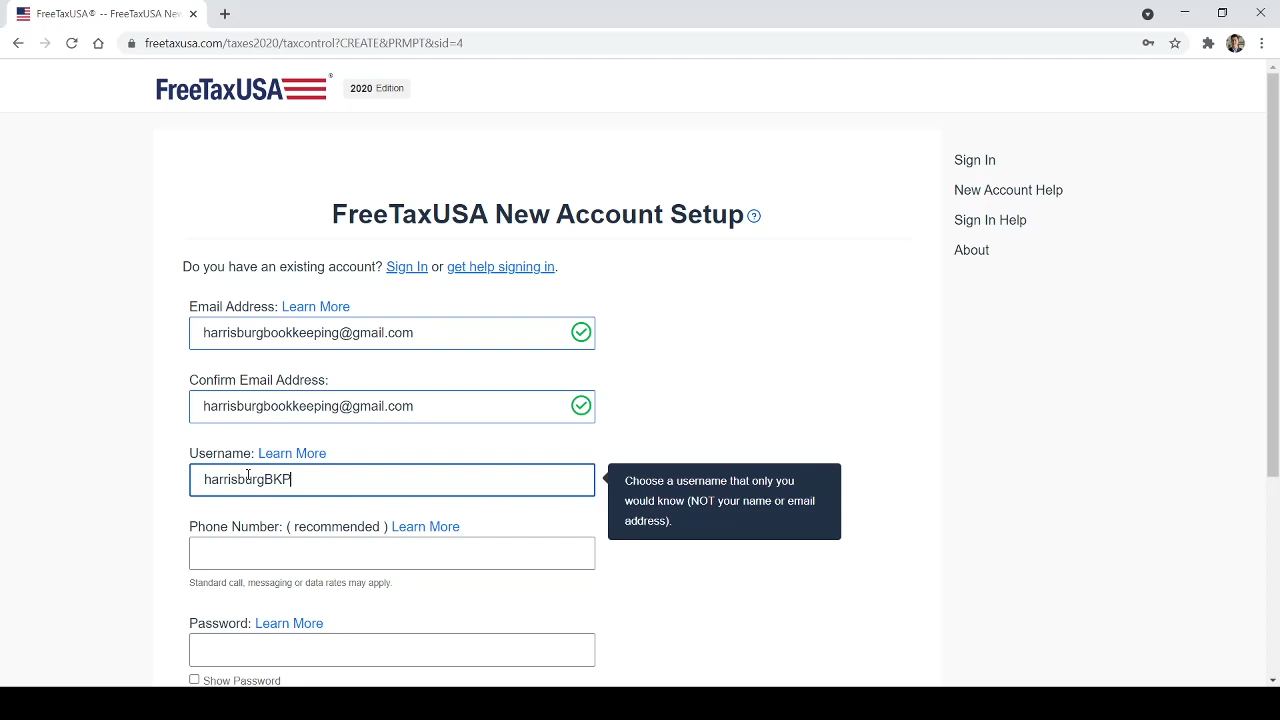 FreeTaxUSA® -- FreeTaxUSA New
freetaxusa.com/taxes2020/taxcontrol?CREATE&PRMPT&sid=4
FreeTaxUSA ®
2020 Edition
Sign In
New Account Help
Sign In Help
About
FreeTaxUSA New Account Setup ?
Do you have an existing account? Sign In or get help signing in.
Email Address: Learn More
harrisburgbookkeeping@gmail.com
Confirm Email Address:
harrisburgbookkeeping@gmail.com
Username: Learn More
harrisburgBKP
Choose a username that only you
would know (NOT your name or email
address).
Phone Number: ( recommended ) Learn More
Standard call, messaging or data rates may apply.
Password: Learn More
Show Password